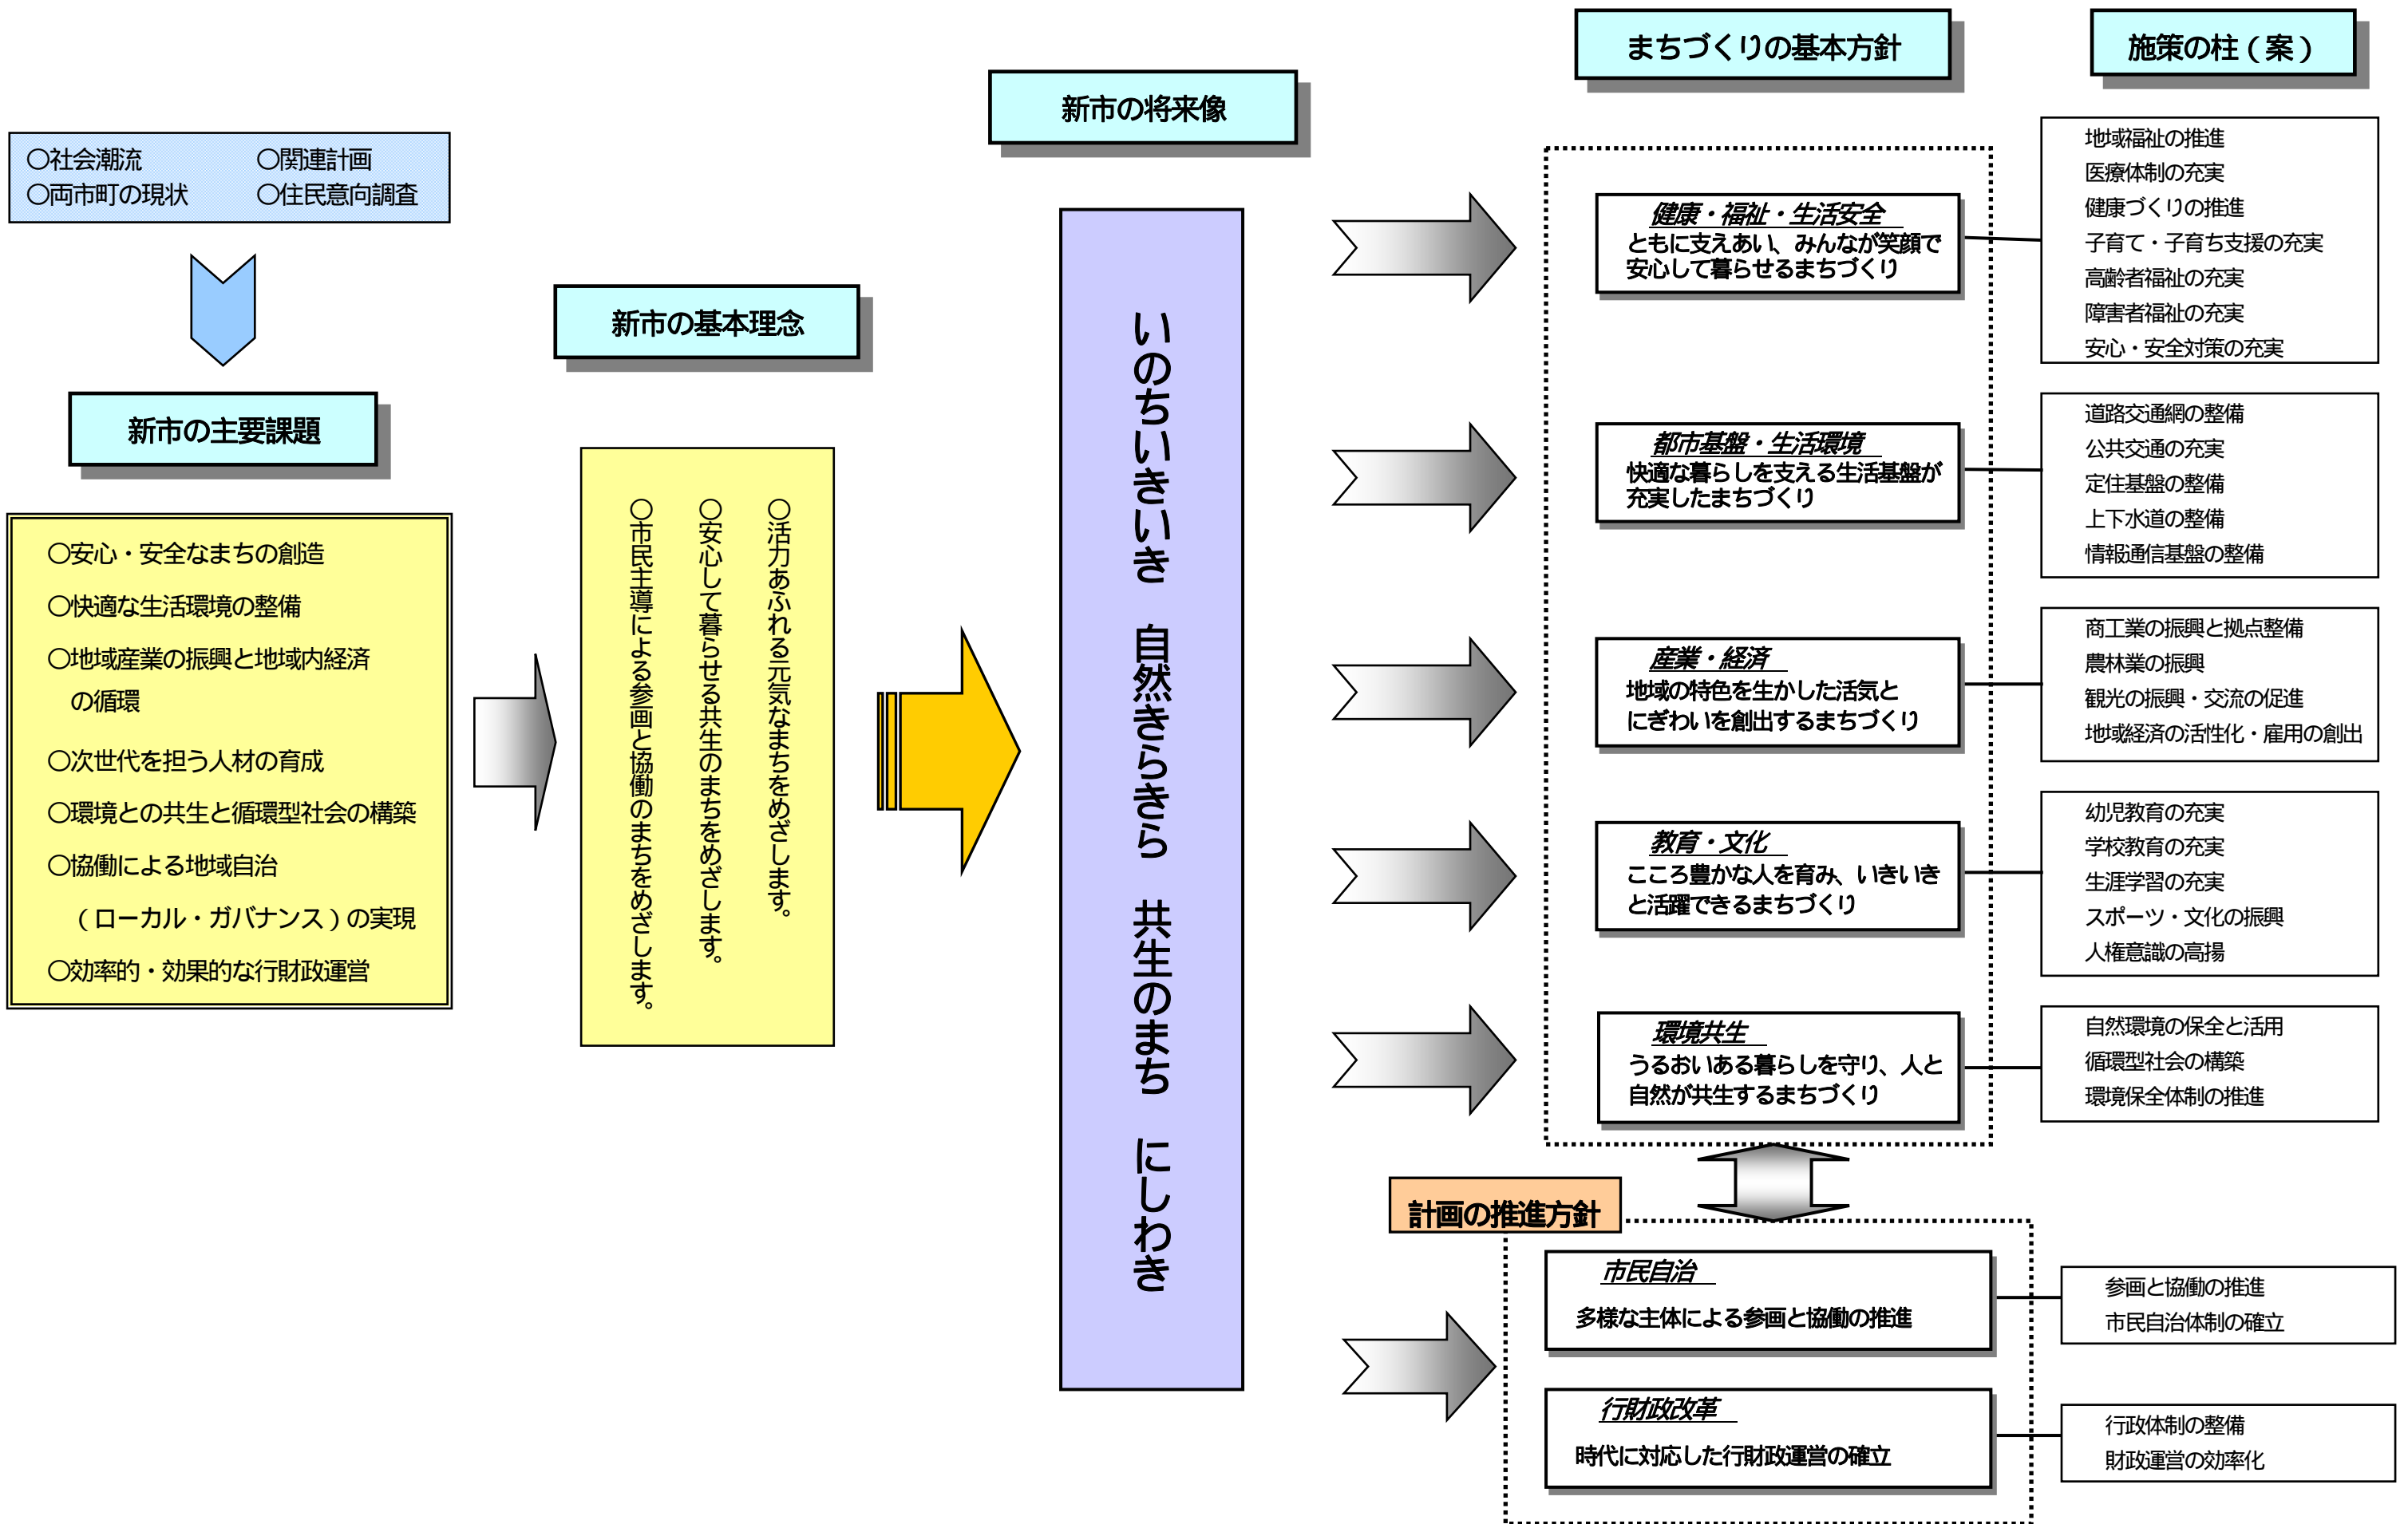 ○社会潮流 ○関連計画
○両市町の現状 ○住民意向調査
新市の主要課題
○安心・安全なまちの創造
○快適な生活環境の整備
○地域産業の振興と地域内経済
の循環
○次世代を担う人材の育成
○環境との共生と循環型社会の構築
○協働による地域自治
（ローカル・ガバナンス）の実現
○効率的・効果的な行財政運営
新市の基本理念
○活力あふれる元気なまちをめざします。
○安心して暮らせる共生のまちをめざします。
○市民主導による参画と協働のまちをめざします。
新市の将来像
いのちいきいき　自然きらきら　共生のまち　にしわき
まちづくりの基本方針
施策の柱（案）
健康・福祉・生活安全
ともに支えあい、みんなが笑顔で
安心して暮らせるまちづくり
地域福祉の推進
医療体制の充実
健康づくりの推進
子育て・子育ち支援の充実
高齢者福祉の充実
障害者福祉の充実
安心・安全対策の充実
都市基盤・生活環境
快適な暮らしを支える生活基盤が
充実したまちづくり
道路交通網の整備
公共交通の充実
定住基盤の整備
上下水道の整備
情報通信基盤の整備
産業・経済
地域の特色を生かした活気と
にぎわいを創出するまちづくり
商工業の振興と拠点整備
農林業の振興
観光の振興・交流の促進
地域経済の活性化・雇用の創出
教育・文化
こころ豊かな人を育み、いきいき
と活躍できるまちづくり
幼児教育の充実
学校教育の充実
生涯学習の充実
スポーツ・文化の振興
人権意識の高揚
環境共生
うるおいある暮らしを守り、人と
自然が共生するまちづくり
自然環境の保全と活用
循環型社会の構築
環境保全体制の推進
計画の推進方針
市民自治
多様な主体による参画と協働の推進
参画と協働の推進
市民自治体制の確立
行財政改革
時代に対応した行財政運営の確立
行政体制の整備
財政運営の効率化